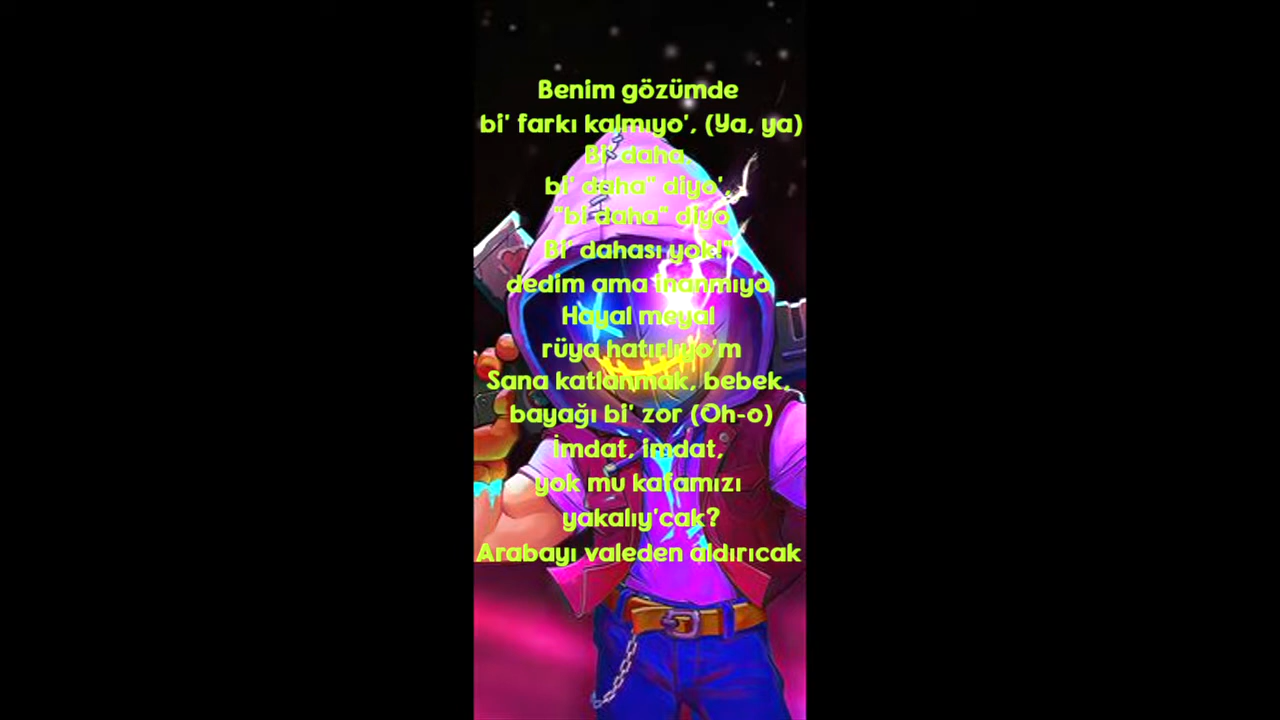 Benim gözümde
bi' farkı kalmıyo', (Ya, ya)
Bi' daha,
bi' daha" diyo',
"bi daha" diyo
Bi' dahası yok!"
dedim ama inanmıyo
Hayal meyal
rüya hatırlıyo'm
Sana katlanmak, bebek,
bayağı bi' zor (Oh-o)
İmdat, imdat,
yok mu kafamızı
yakalıy'cak?
Arabayı valeden aldırıcak